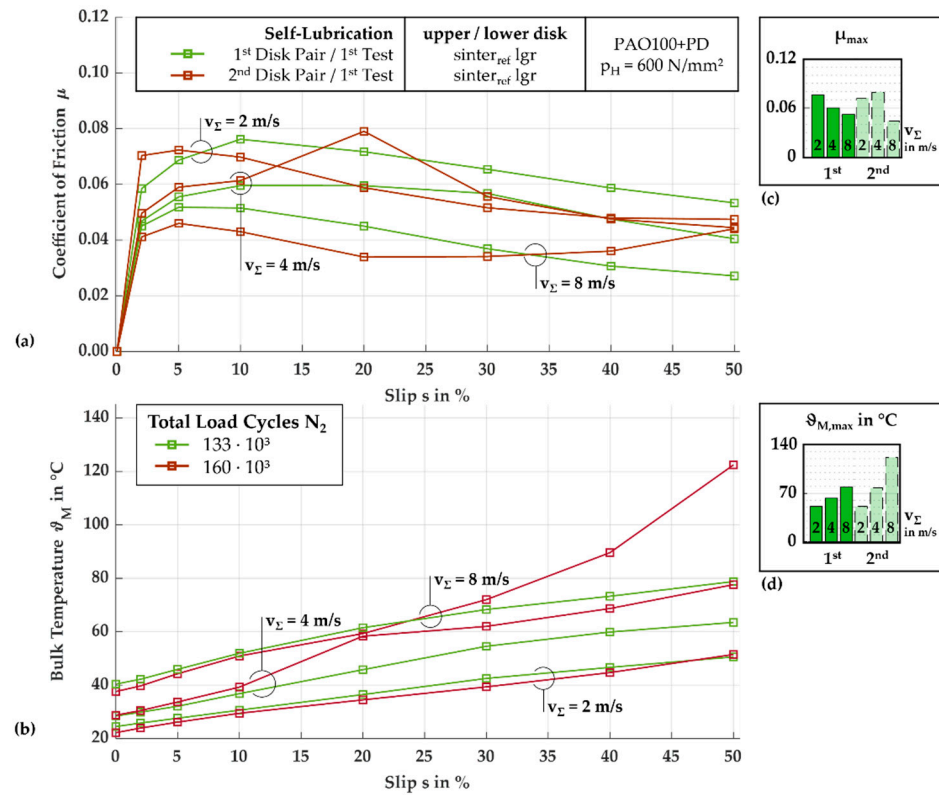 Self-Lubrication
1st Disk Pair / 1st Test
2nd Disk Pair / 1st Test
upper / lower disk
sinterref lgr
sinterref lgr
PAO100+PD
pH = 600 N/mm²
0.12
0.10
0.08
0.06
0.04
0.02
0.00
Coefficient of Friction μ
vΣ = 2 m/s
vΣ = 4 m/s
vΣ = 8 m/s
(a)
0 5 10 15 20 25 30 35 40 45 50
Slip s in %
μmax
0.12
0.06
0
2 4 8 2 4 8
vΣ
in m/s
1st 2nd
(c)
140
120
100
80
60
40
20
Bulk Temperature ϑM in °C
Total Load Cycles N2
133 · 10³
160 · 10³
vΣ = 8 m/s
vΣ = 4 m/s
vΣ = 2 m/s
(b)
0 5 10 15 20 25 30 35 40 45 50
Slip s in %
ϑM,max in °C
140
70
0
2 4 8 2 4 8
vΣ
in m/s
1st 2nd
(d)